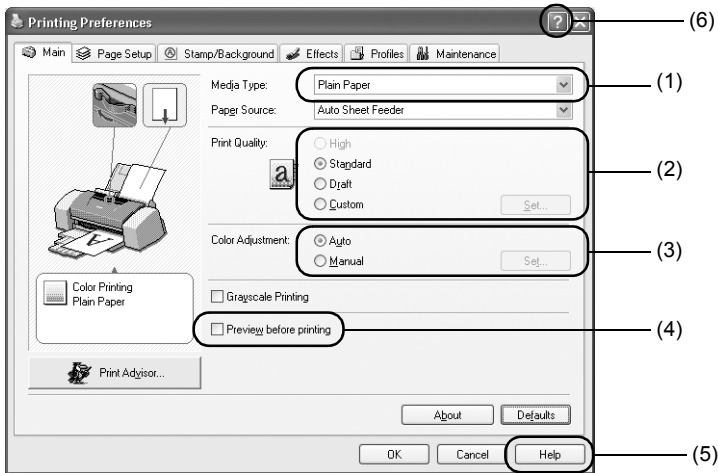 Printing Preferences
?
(6)
Main Page Setup Stamp/Background Effects Profiles Maintenance
Media Type: Plain Paper
(1)
Paper Source: Auto Sheet Feeder
Print Quality: High
a Standard
(2)
Draft
Custom Set...
Color Adjustment: Auto
(3)
Manual Set...
Color Printing
Plain Paper
Grayscale Printing
Preview before printing
(4)
Print Advisor...
About Defaults
OK Cancel Help
(5)
A